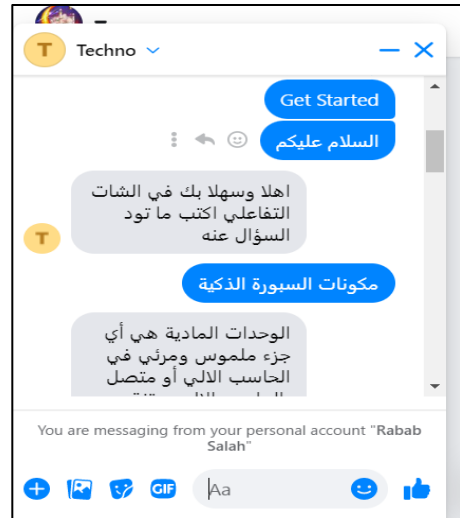 T Techno
Get Started
السلام عليكم
اهلا وسهلا بك في الشات
التفاعلي اكتب ما تود
السؤال عنه
T
مكونات السبورة الذكية
الوحدات المادية هي أي
جزء ملموس ومرئي في
الحاسب الالي أو متصل
You are messaging from your personal account "Rabab
Salah"
GIF
Aa